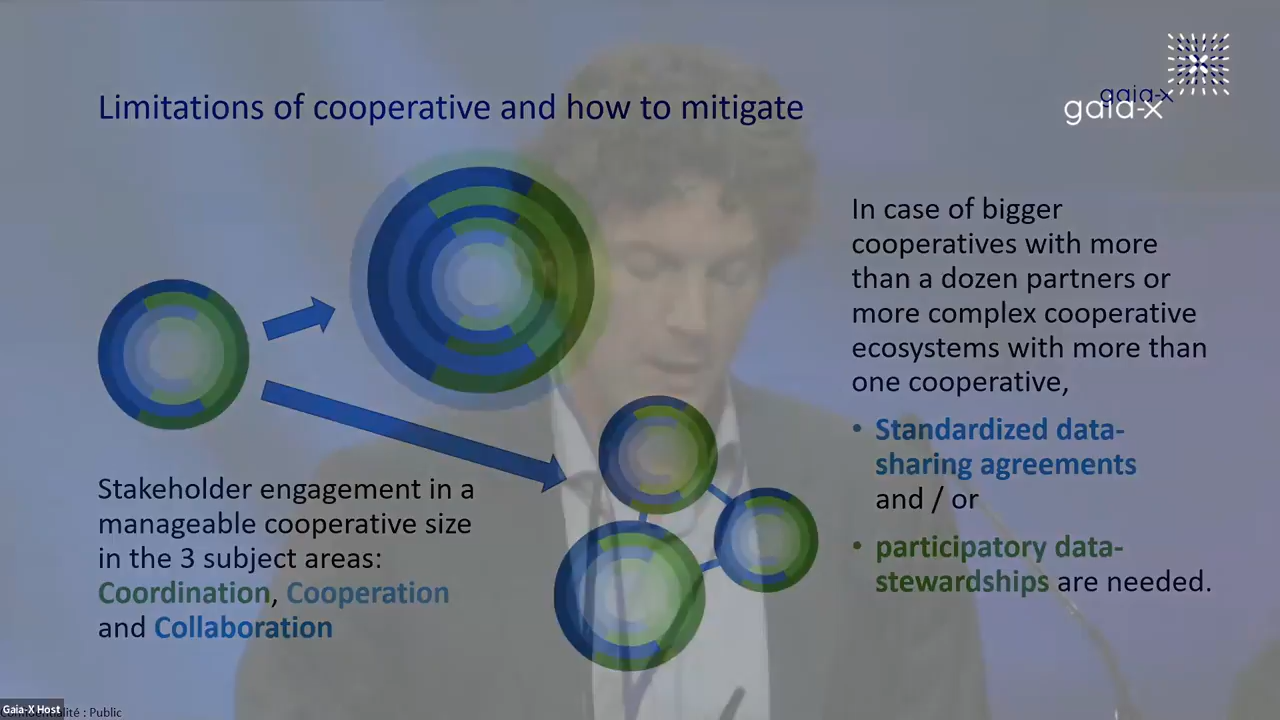 Limitations of cooperative and how to mitigate
gaia-x
gaia-x
In case of bigger
cooperatives with more
than a dozen partners or
more complex cooperative
ecosystems with more than
one cooperative,
• Standardized data-
sharing agreements
and / or
• participatory data-
stewardships are needed.
Stakeholder engagement in a
manageable cooperative size
in the 3 subject areas:
Coordination, Cooperation
and Collaboration
Gaia-X Host
: Public